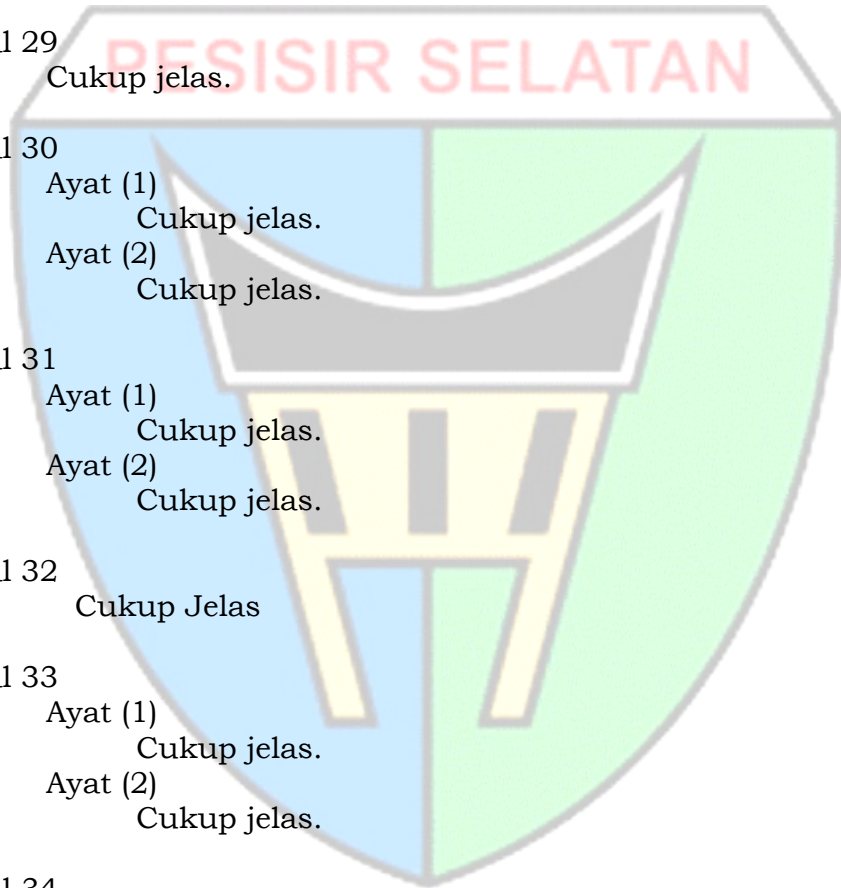 PESISIR SELATAN
l 29
Cukup jelas.
l 30
Ayat (1)
Cukup jelas.
Ayat (2)
Cukup jelas.
l 31
Ayat (1)
Cukup jelas.
Ayat (2)
Cukup jelas.
l 32
Cukup Jelas
l 33
Ayat (1)
Cukup jelas.
Ayat (2)
Cukup jelas.
l 34